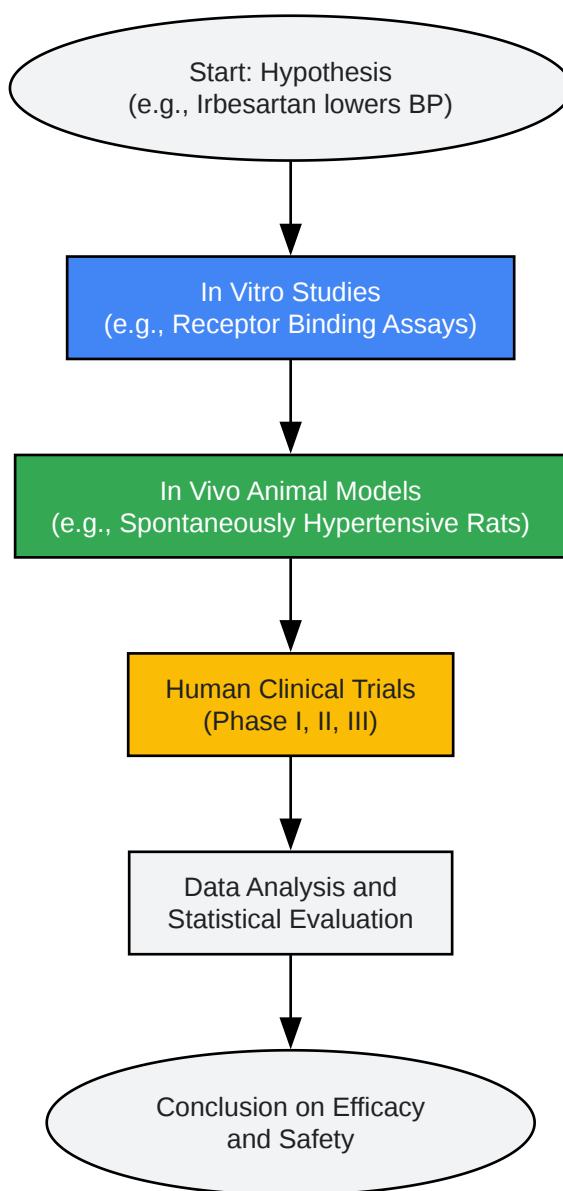 Start: Hypothesis
(e.g., Irbesartan lowers BP)
In Vitro Studies
(e.g., Receptor Binding Assays)
In Vivo Animal Models
(e.g., Spontaneously Hypertensive Rats)
Human Clinical Trials
(Phase I, II, III)
Data Analysis and
Statistical Evaluation
Conclusion on Efficacy
and Safety